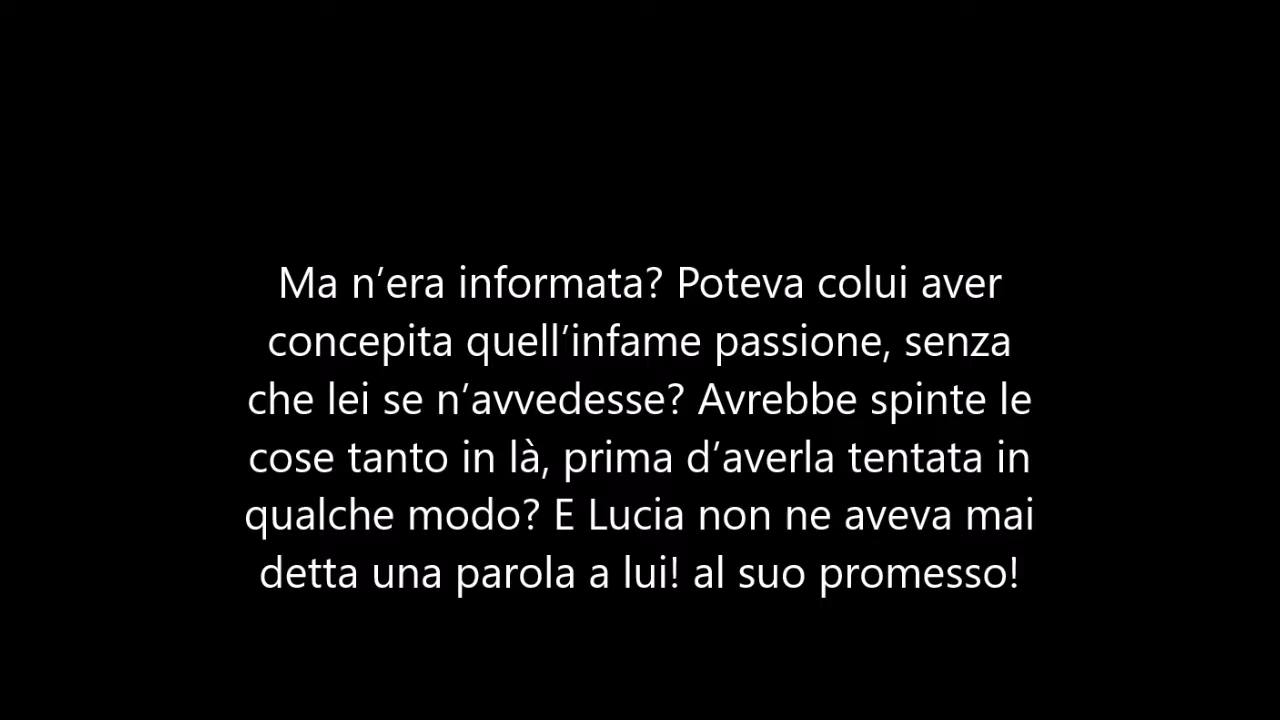 Ma n’era informata? Poteva colui aver
concepita quell’infame passione, senza
che lei se n’avvedesse? Avrebbe spinte le
cose tanto in là, prima d’averla tentata in
qualche modo? E Lucia non ne aveva mai
detta una parola a lui! al suo promesso!